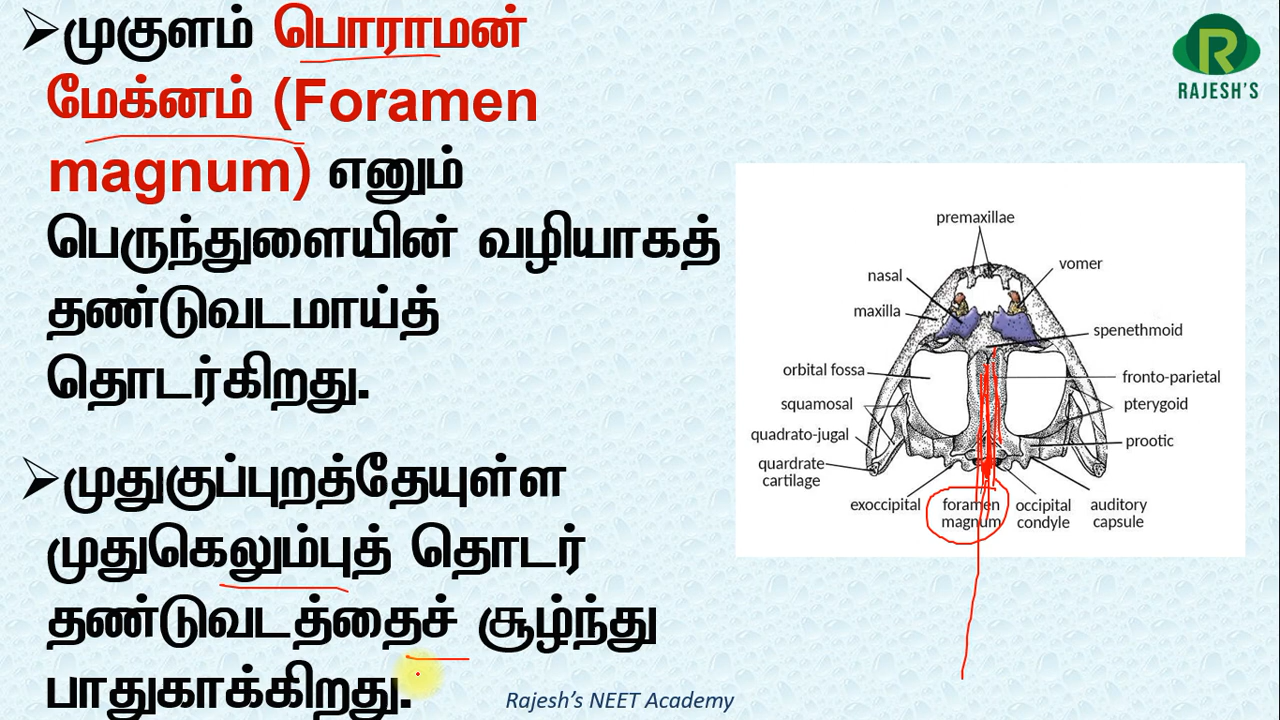 முகுளம் பொராமன்
மேக்னம் (Foramen
magnum) எனும்
பெருந்துளையின் வழியாகத்
தண்டுவடமாய்த்
தொடர்கிறது.
முதுகுப்புறத்தேயுள்ள
முதுகெலும்புத் தொடர்
தண்டுவடத்தைச் சூழ்ந்து
பாதுகாக்கிறது.
R
RAJESH'S
premaxillae
nasal
vomer
maxilla
spenethmoid
orbital fossa
fronto-parietal
squamosal
pterygoid
quadrato-jugal
prootic
quardrate
cartilage
exoccipital
foramen
magnum
occipital
condyle
auditory
capsule
Rajesh's NEET Academy